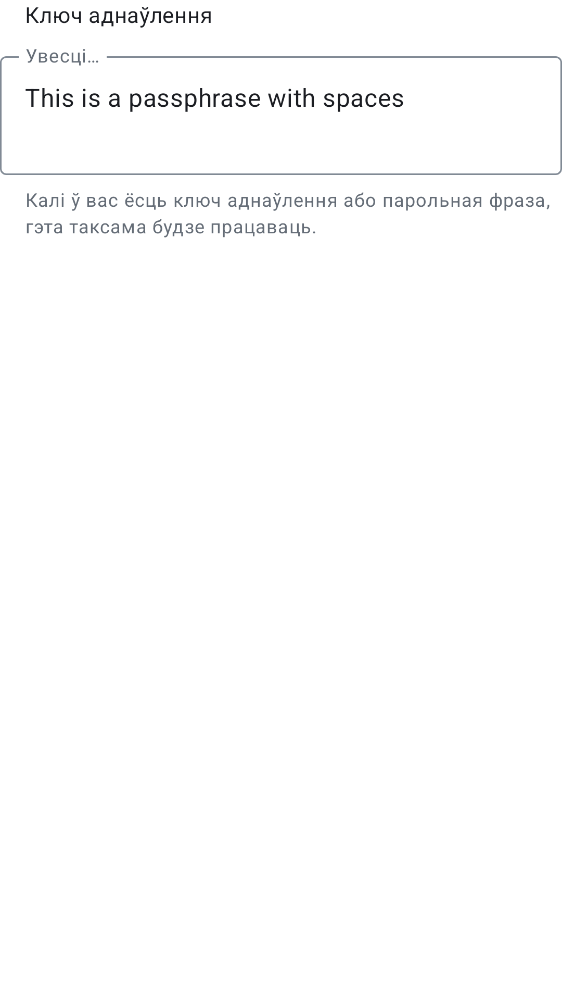 Ключ аднаўлення
Увесці…
This is a passphrase with spaces
Калі ў вас ёсць ключ аднаўлення або парольная фраза,
гэта таксама будзе працаваць.